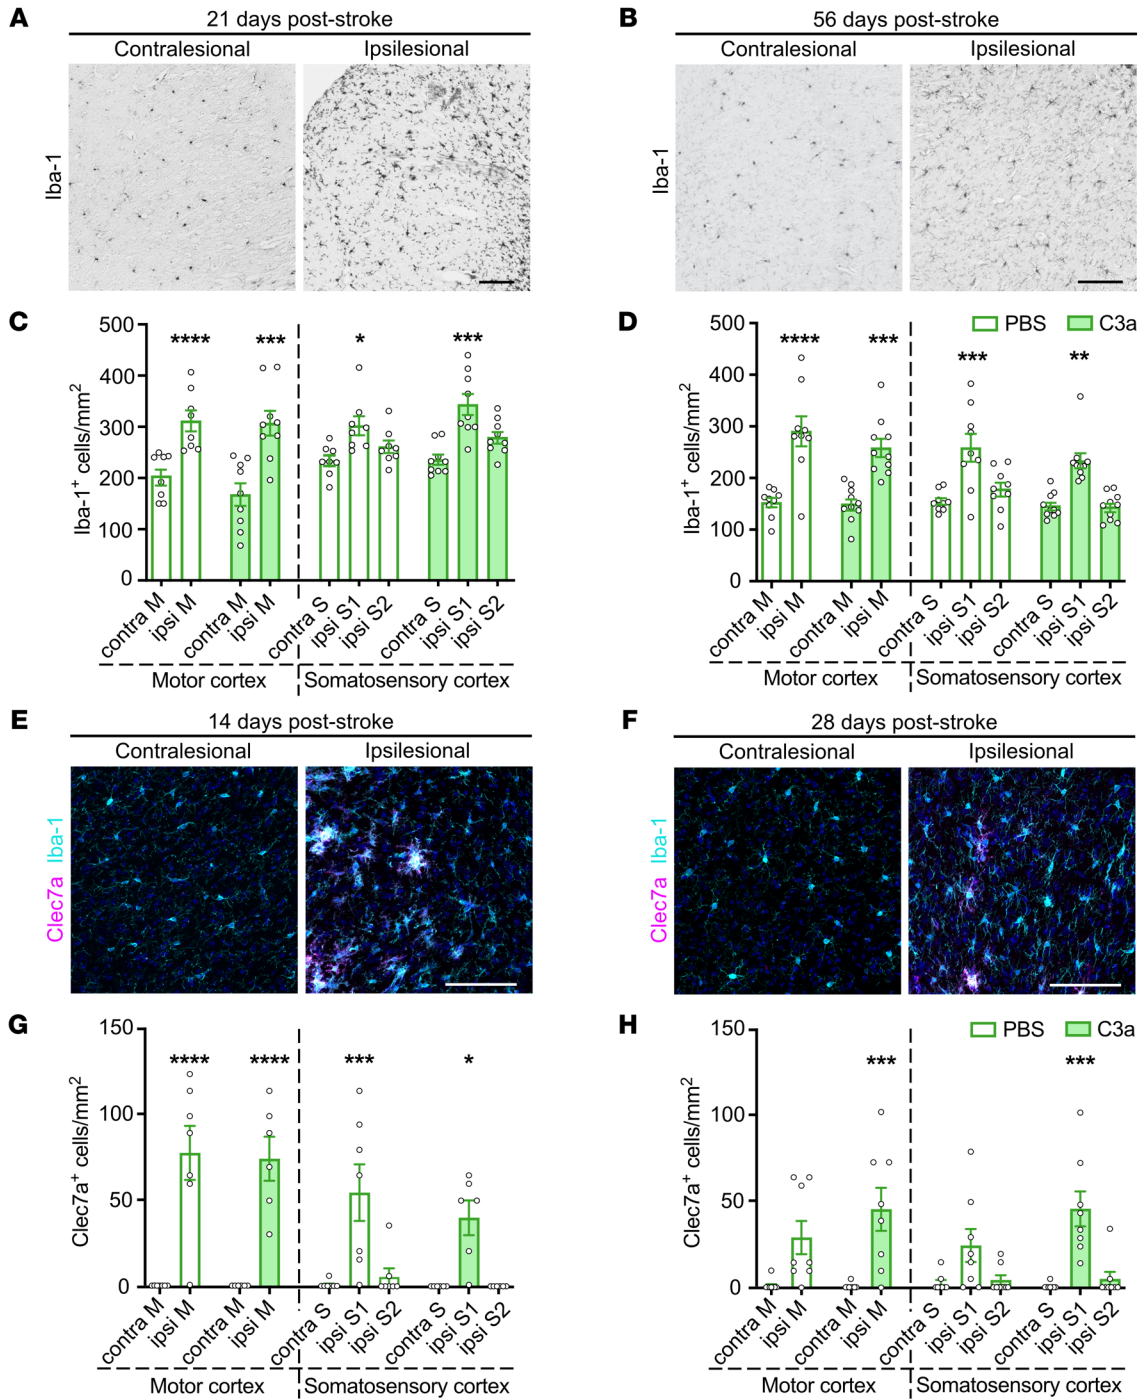 A
21 days post-stroke
Contralesional
Ipsilesional
Iba-1
B
56 days post-stroke
Contralesional
Ipsilesional
Iba-1
C
Iba-1+ cells/mm2
500
400
300
200
100
0
****
***
*
***
contra M
ipsi M
contra M
ipsi M
contra S
ipsi S1
ipsi S2
contra S
ipsi S1
ipsi S2
Motor cortex
Somatosensory cortex
D
PBS
C3a
Iba-1+ cells/mm2
500
400
300
200
100
0
****
***
***
**
contra M
ipsi M
contra M
ipsi M
contra S
ipsi S1
ipsi S2
contra S
ipsi S1
ipsi S2
Motor cortex
Somatosensory cortex
E
14 days post-stroke
Contralesional
Ipsilesional
Clec7a Iba-1
F
28 days post-stroke
Contralesional
Ipsilesional
Clec7a Iba-1
G
Clec7a+ cells/mm2
150
100
50
0
****
****
***
*
contra M
ipsi M
contra M
ipsi M
contra S
ipsi S1
ipsi S2
contra S
ipsi S1
ipsi S2
Motor cortex
Somatosensory cortex
H
PBS
C3a
Clec7a+ cells/mm2
150
100
50
0
***
***
contra M
ipsi M
contra M
ipsi M
contra S
ipsi S1
ipsi S2
contra S
ipsi S1
ipsi S2
Motor cortex
Somatosensory cortex